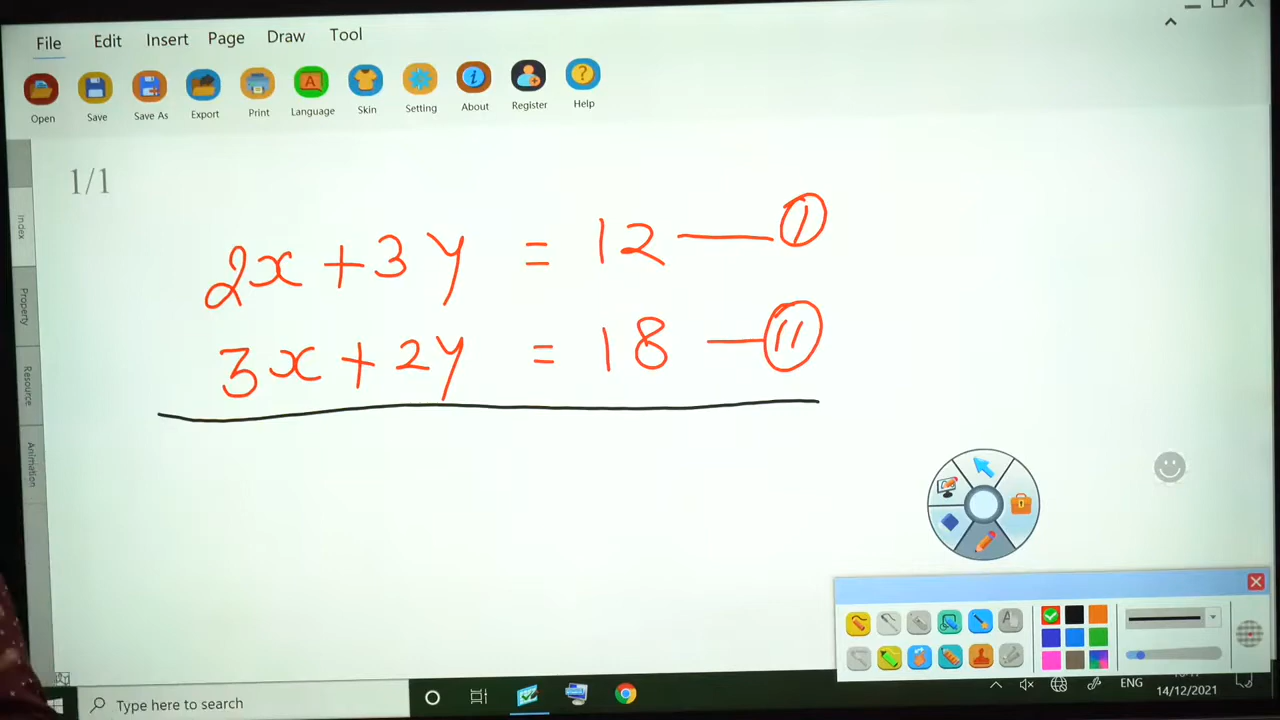 File Edit Insert Page Draw Tool
Open Save Save As Export Print Language Skin Setting About Register Help
1/1
Index
Property
Resource
Animation
2x + 3y = 12 — I
3x + 2y = 18 — II
Type here to search
ENG
14/12/2021